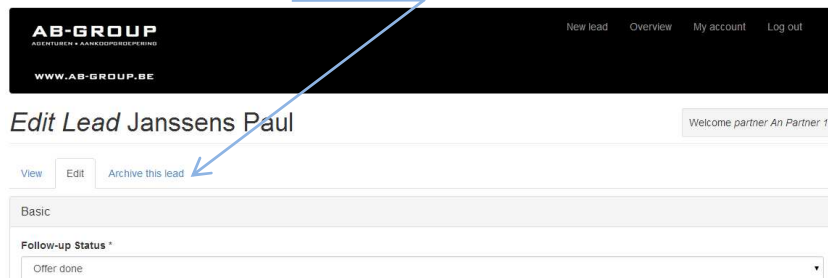 AB-GROUP
AGENTUREN • AANKOOPGROEPERING
WWW.AB-GROUP.BE
New lead Overview My account Log out
Edit Lead Janssens Paul
Welcome partner An Partner 1
View Edit Archive this lead
Basic
Follow-up Status *
Offer done